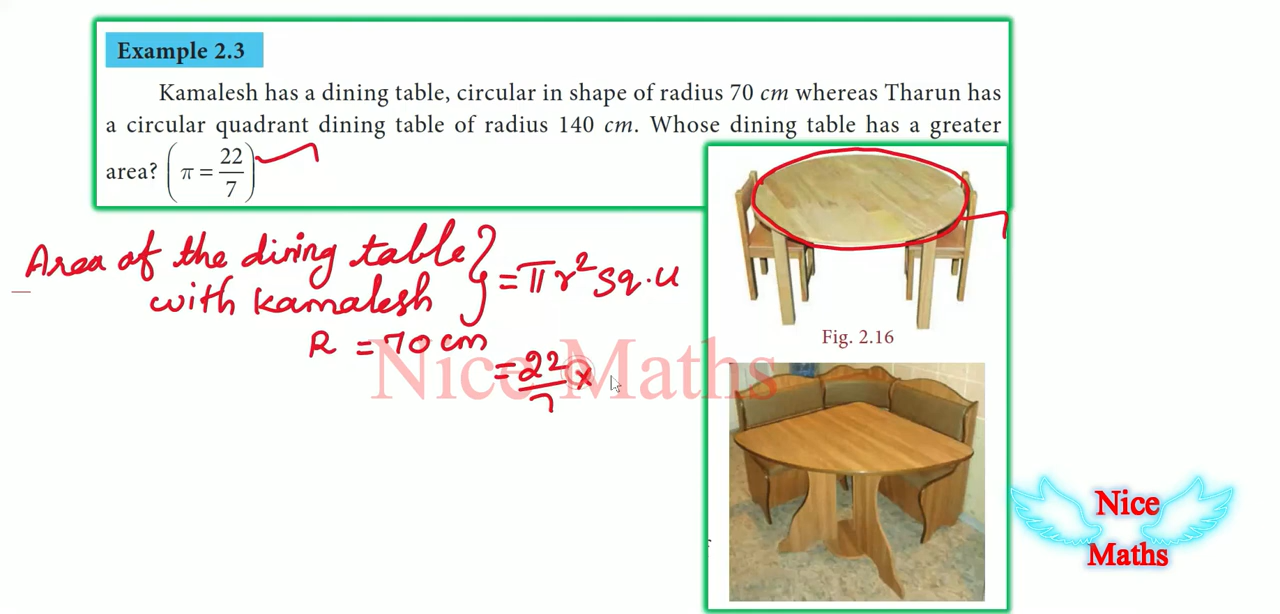 Example 2.3
Kamalesh has a dining table, circular in shape of radius 70 cm whereas Tharun has
a circular quadrant dining table of radius 140 cm. Whose dining table has a greater
area? (π = 22/7)
Area of the dining table
with kamalesh } = πr² sq.u
R = 70 cm
= 22/7 ×
Fig. 2.16
Nice Maths
Nice
Maths